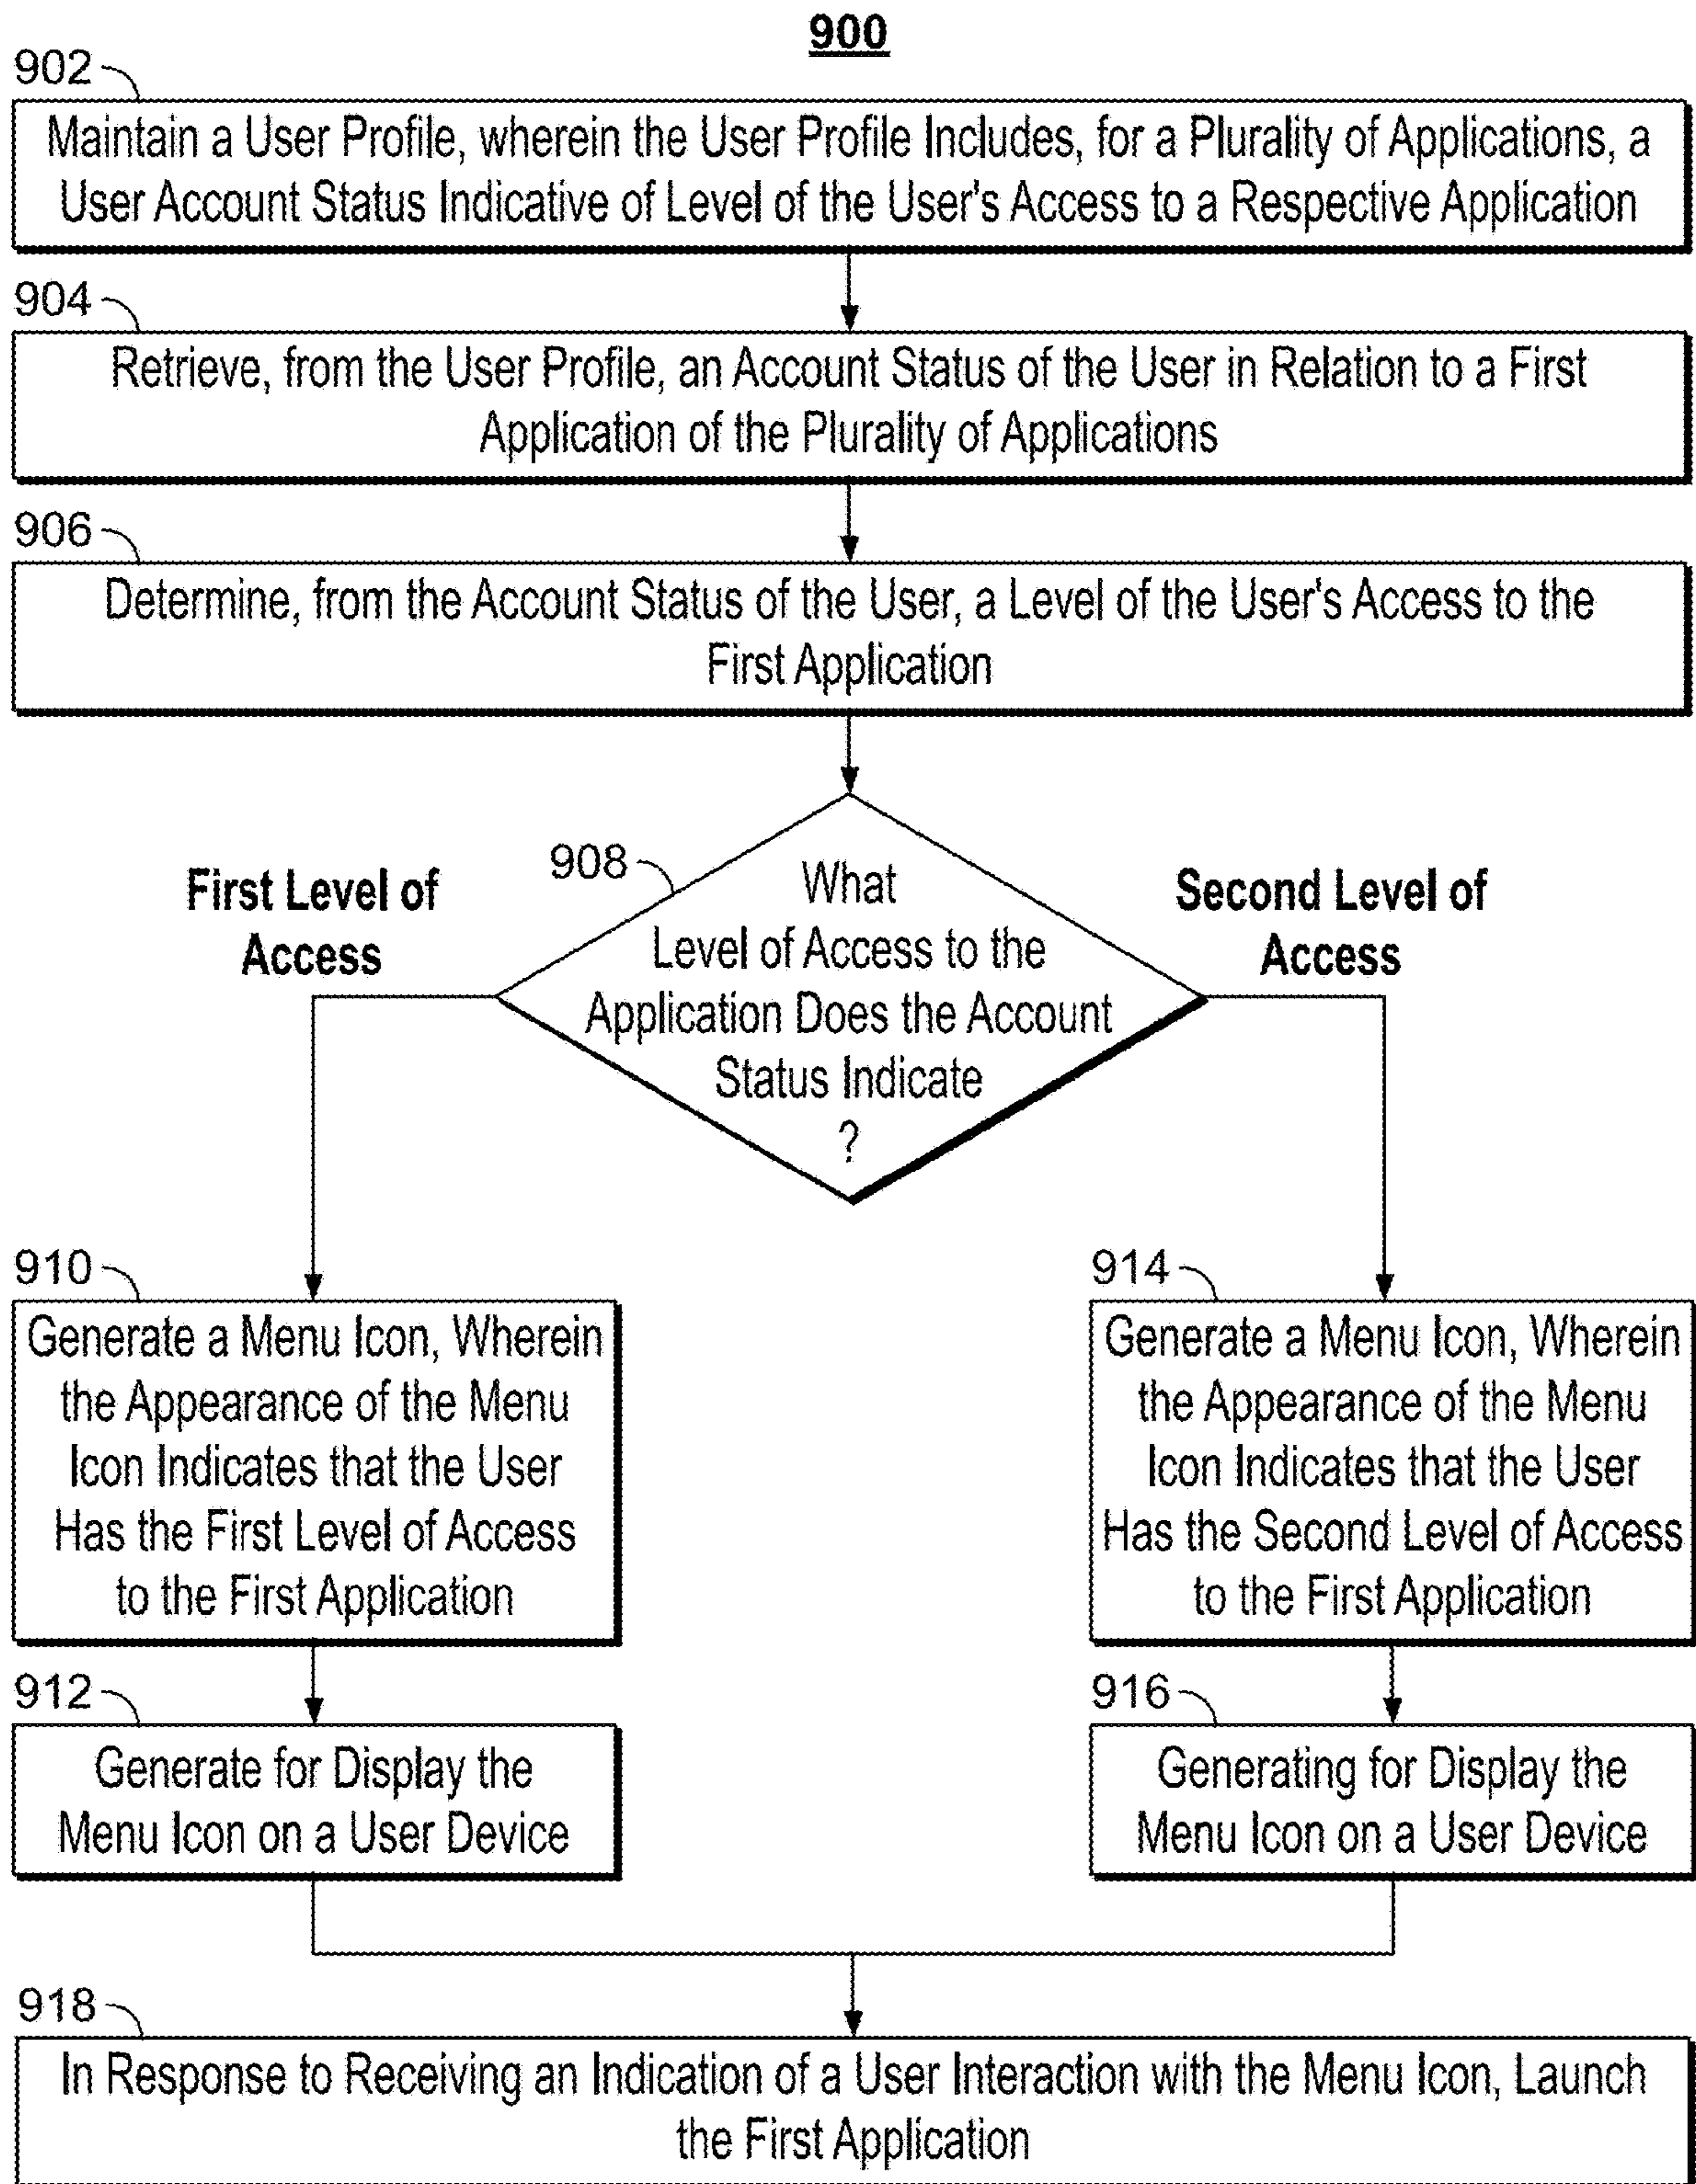 900
902
Maintain a User Profile, wherein the User Profile Includes, for a Plurality of Applications, a
User Account Status Indicative of Level of the User's Access to a Respective Application
904
Retrieve, from the User Profile, an Account Status of the User in Relation to a First
Application of the Plurality of Applications
906
Determine, from the Account Status of the User, a Level of the User's Access to the
First Application
908
What
Level of Access to the
Application Does the Account
Status Indicate
?
First Level of
Access
Second Level of
Access
910
Generate a Menu Icon, Wherein
the Appearance of the Menu
Icon Indicates that the User
Has the First Level of Access
to the First Application
914
Generate a Menu Icon, Wherein
the Appearance of the Menu
Icon Indicates that the User
Has the Second Level of Access
to the First Application
912
Generate for Display the
Menu Icon on a User Device
916
Generating for Display the
Menu Icon on a User Device
918
In Response to Receiving an Indication of a User Interaction with the Menu Icon, Launch
the First Application